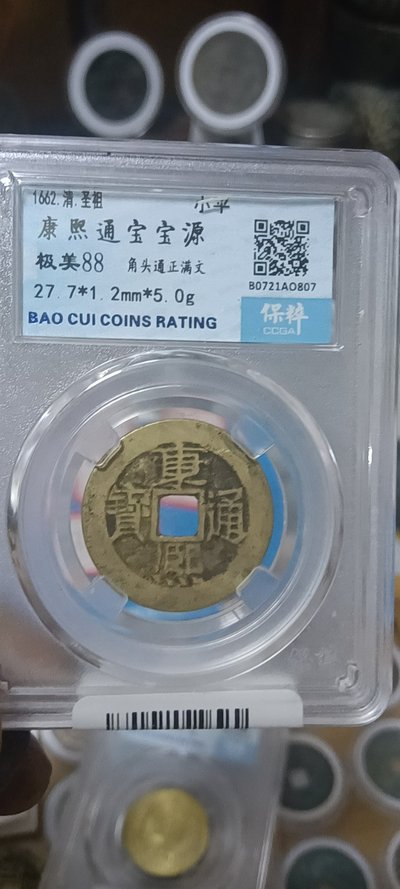 1662.清.圣祖
小平
康熙通宝宝源
极美88 角头通正满文
27.7*1.2mm*5.0g
B0721AO807
BAO CUI COINS RATING
保粹
CCGA
康熙通寳